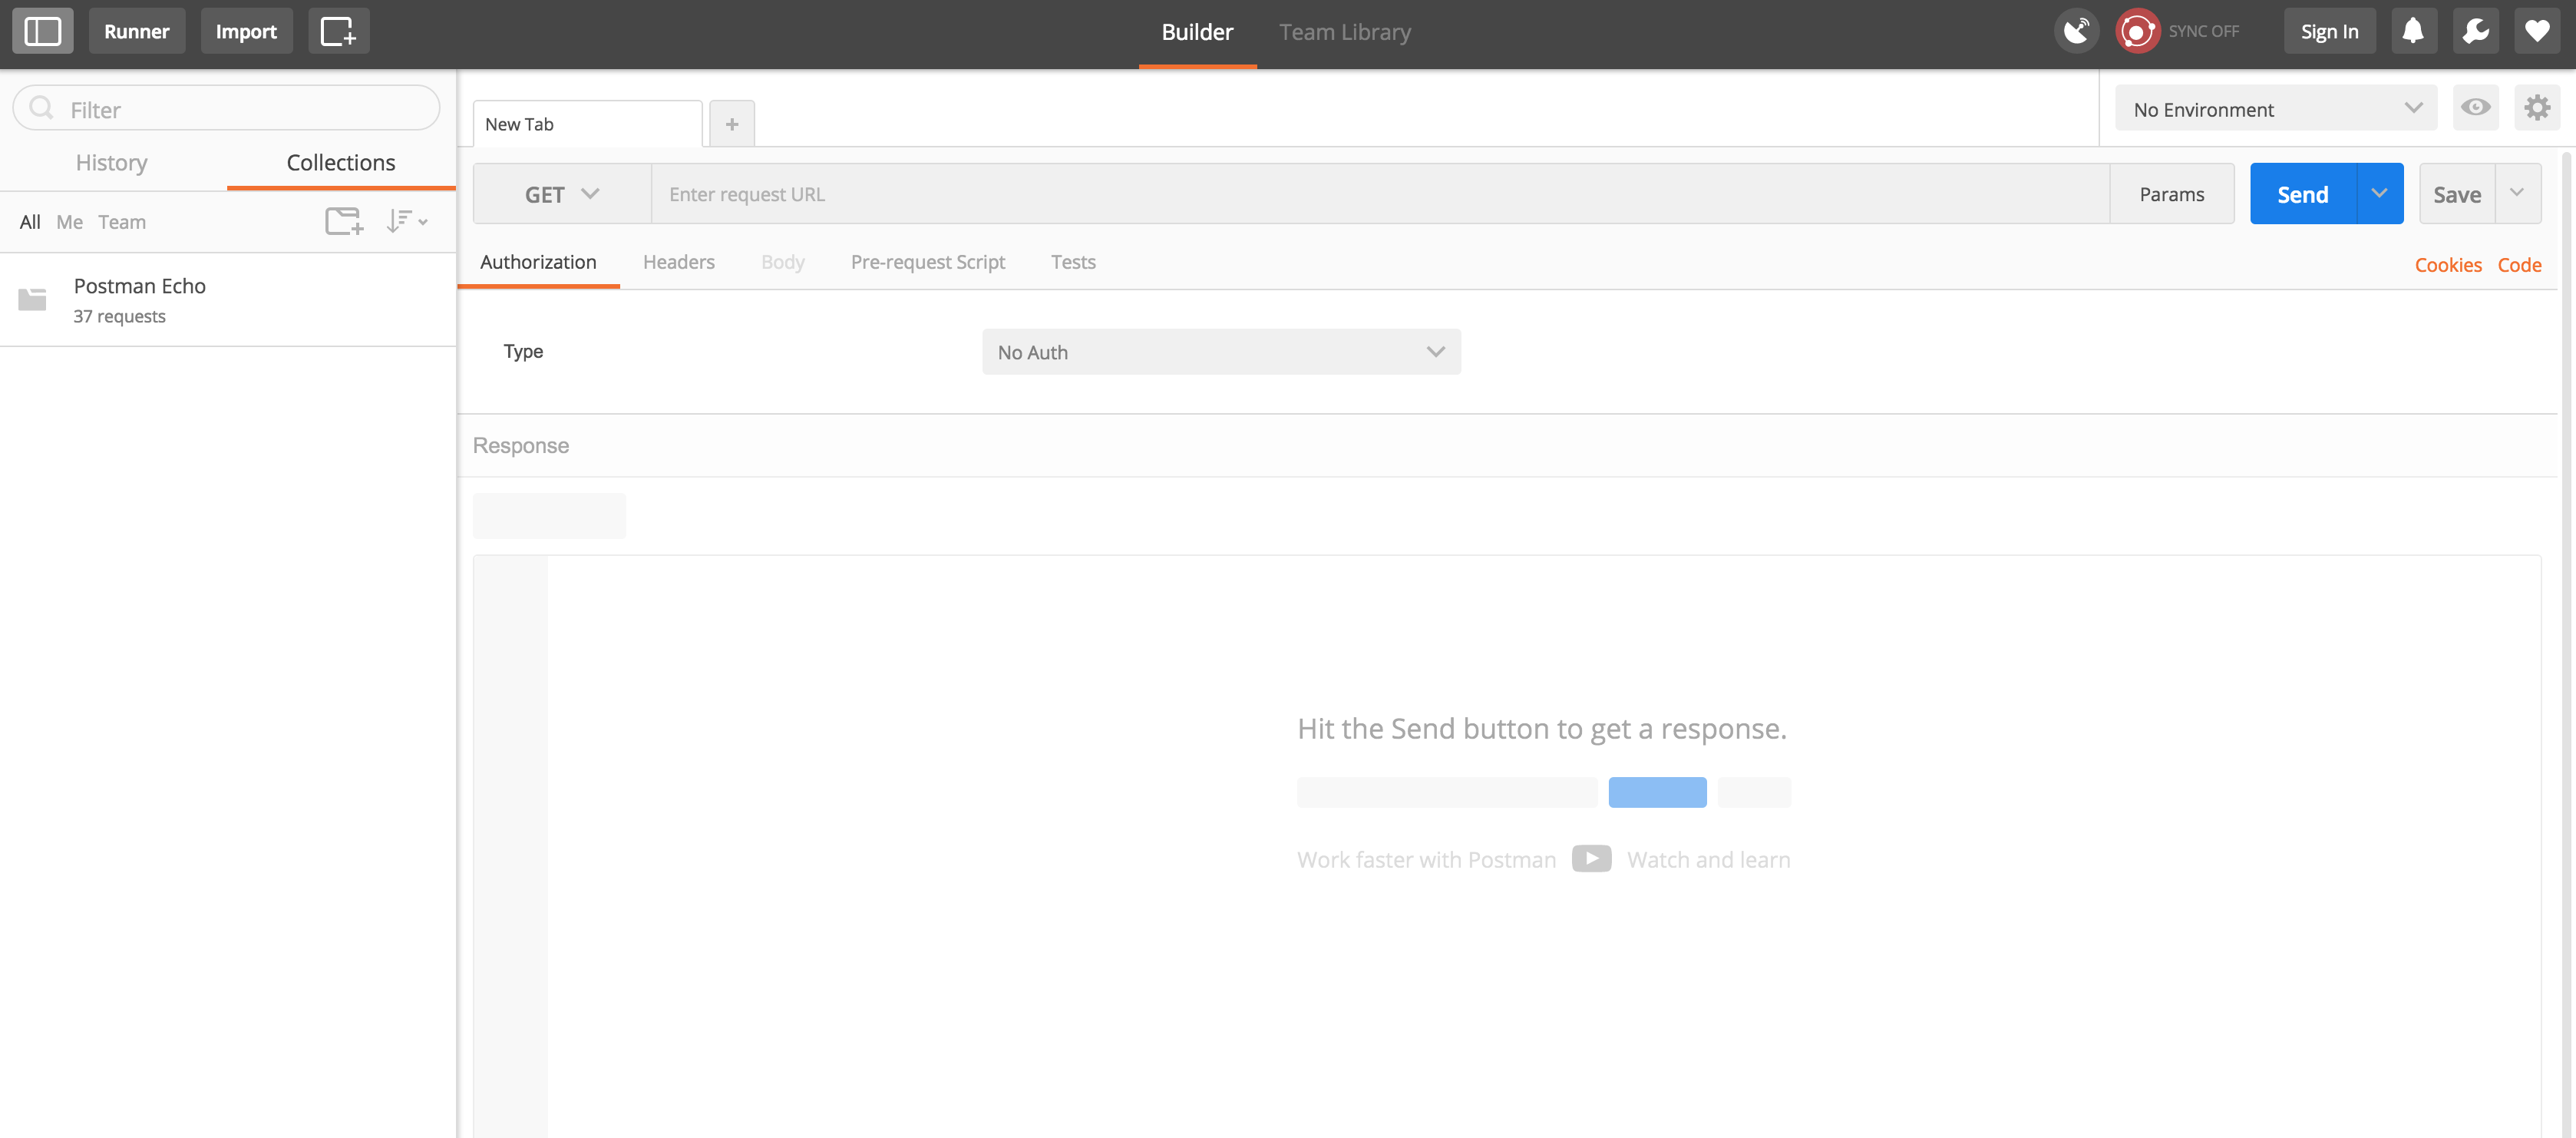 Runner Import Builder Team Library SYNC OFF Sign In
Filter
New Tab + No Environment
History Collections
GET Enter request URL Params Send Save
All Me Team
Authorization Headers Body Pre-request Script Tests Cookies Code
Postman Echo
37 requests
Type No Auth
Response
Hit the Send button to get a response.
Work faster with Postman Watch and learn